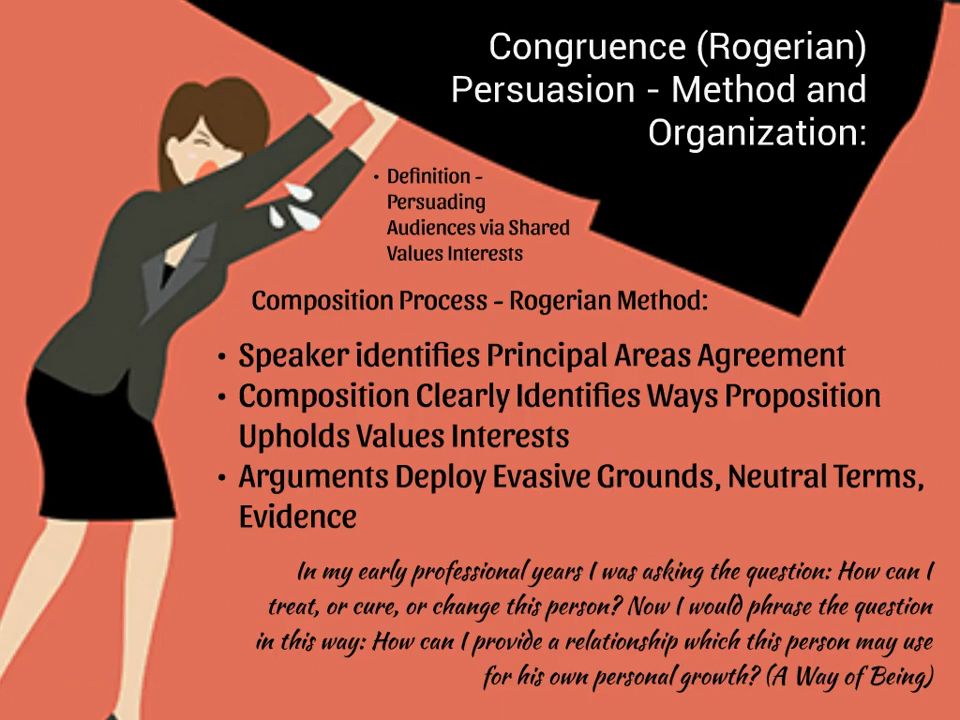 Congruence (Rogerian)
Persuasion - Method and
Organization:
• Definition -
Persuading
Audiences via Shared
Values Interests
Composition Process - Rogerian Method:
• Speaker identifies Principal Areas Agreement
• Composition Clearly Identifies Ways Proposition
Upholds Values Interests
• Arguments Deploy Evasive Grounds, Neutral Terms,
Evidence
In my early professional years I was asking the question: How can I
treat, or cure, or change this person? Now I would phrase the question
in this way: How can I provide a relationship which this person may use
for his own personal growth? (A Way of Being)